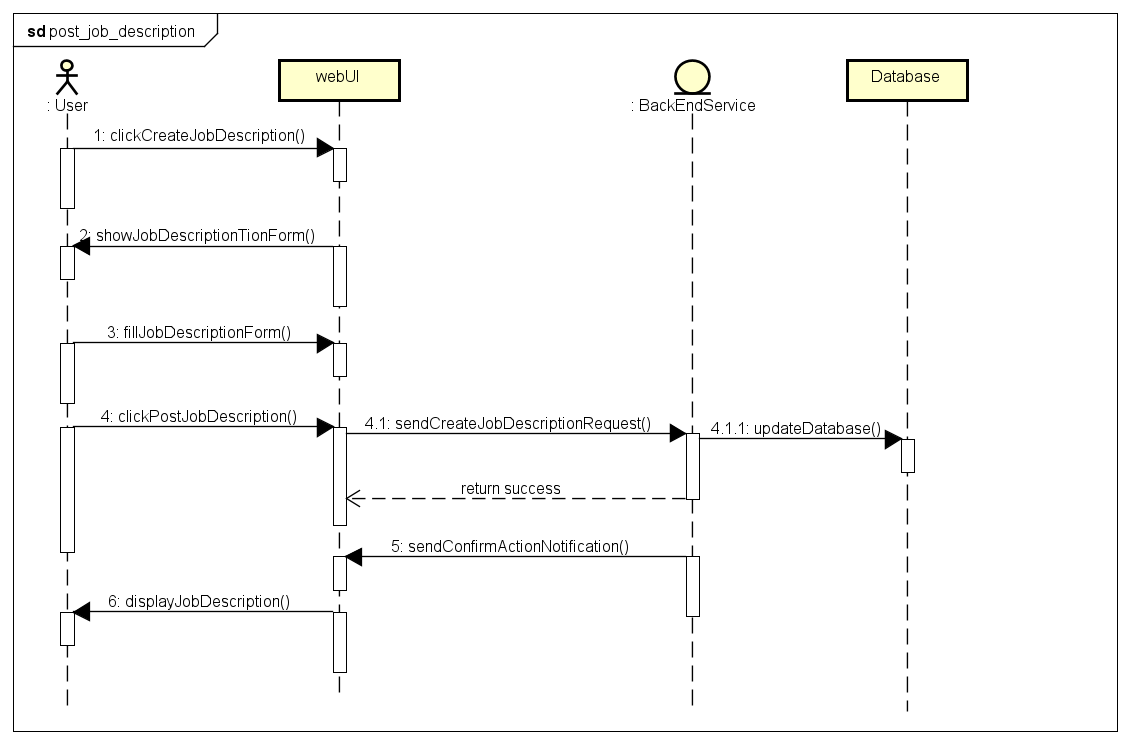 sd post_job_description
: User
webUI
: BackEndService
Database
1: clickCreateJobDescription()
2: showJobDescriptionTionForm()
3: fillJobDescriptionForm()
4: clickPostJobDescription()
4.1: sendCreateJobDescriptionRequest()
4.1.1: updateDatabase()
return success
5: sendConfirmActionNotification()
6: displayJobDescription()